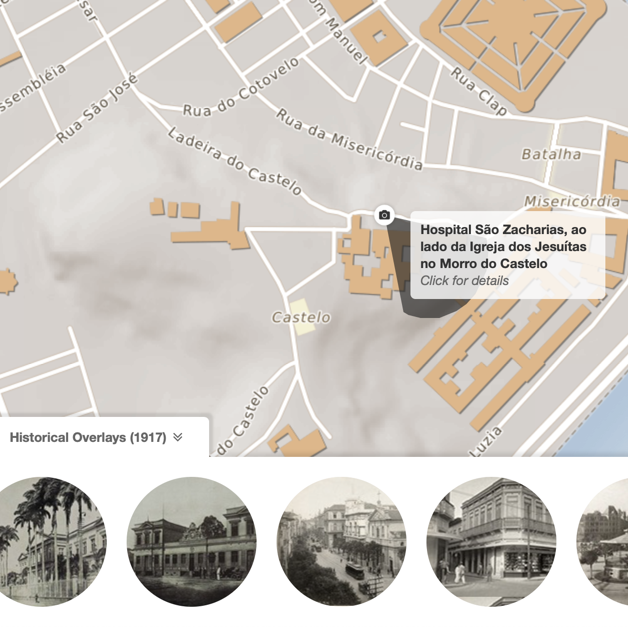 om Manuel
ssembléia
Rua São José
Rua do Cotovelo
Rua Clap
Rua da Misericórdia
Ladeira do Castelo
Batalha
Misericórdia
Hospital São Zacharias, ao
lado da Igreja dos Jesuítas
no Morro do Castelo
Click for details
Castelo
do Castelo
Luzia
Historical Overlays (1917)